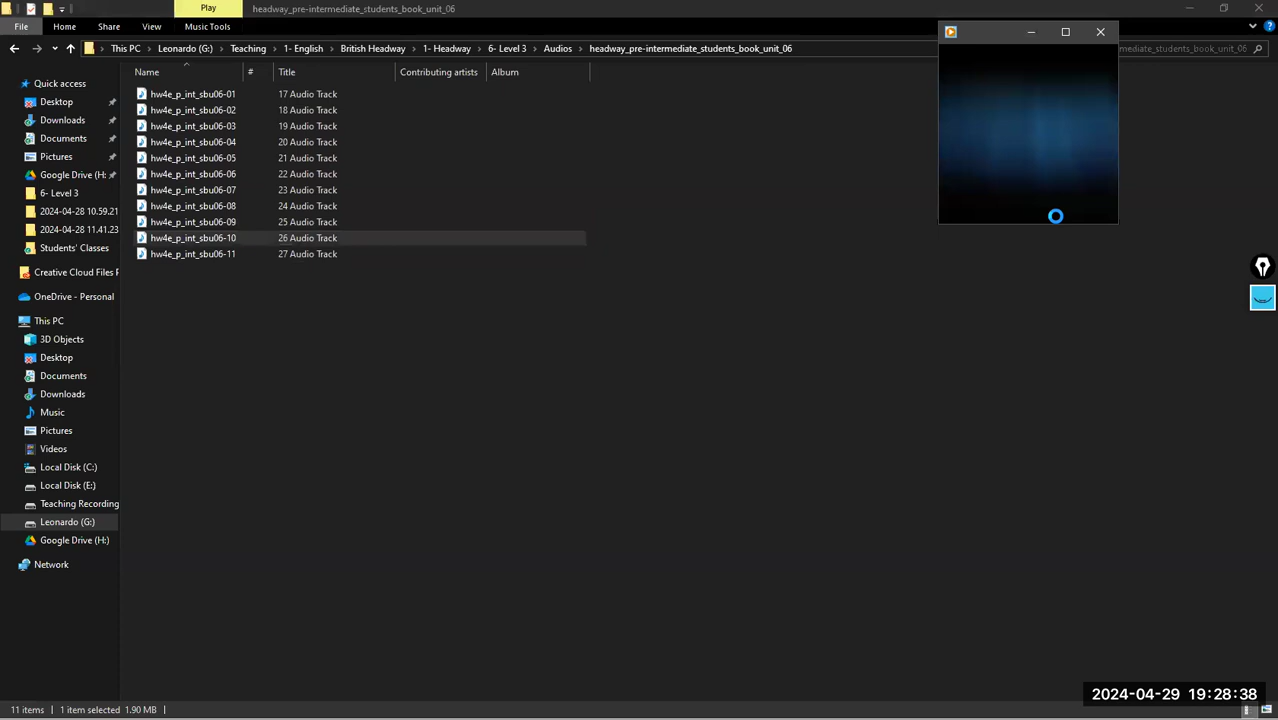 Play
headway_pre-intermediate_students_book_unit_06
File Home Share View Music Tools
This PC Leonardo (G:) Teaching 1- English British Headway 1- Headway 6- Level 3 Audios headway_pre-intermediate_students_book_unit_06
eadway_pre-intermediate_students_book_unit_06
Name # Title Contributing artists Album
hw4e_p_int_sbu06-01 17 Audio Track
hw4e_p_int_sbu06-02 18 Audio Track
hw4e_p_int_sbu06-03 19 Audio Track
hw4e_p_int_sbu06-04 20 Audio Track
hw4e_p_int_sbu06-05 21 Audio Track
hw4e_p_int_sbu06-06 22 Audio Track
hw4e_p_int_sbu06-07 23 Audio Track
hw4e_p_int_sbu06-08 24 Audio Track
hw4e_p_int_sbu06-09 25 Audio Track
hw4e_p_int_sbu06-10 26 Audio Track
hw4e_p_int_sbu06-11 27 Audio Track
Quick access
Desktop
Downloads
Documents
Pictures
Google Drive (H:
6- Level 3
2024-04-28 10.59.21
2024-04-28 11.41.23
Students' Classes
Creative Cloud Files P
OneDrive - Personal
This PC
3D Objects
Desktop
Documents
Downloads
Music
Pictures
Videos
Local Disk (C:)
Local Disk (E:)
Teaching Recording
Leonardo (G:)
Google Drive (H:)
Network
11 items 1 item selected 1.90 MB
2024-04-29 19:28:38